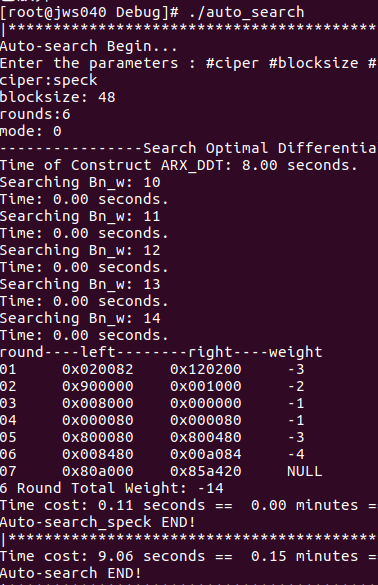 [root@jws040 Debug]# ./auto_search
|*******************************************
Auto-search Begin...
Enter the parameters : #ciper #blocksize #
ciper:speck
blocksize: 48
rounds:6
mode: 0
----------------Search Optimal Differentia
Time of Construct ARX_DDT: 8.00 seconds.
Searching Bn_w: 10
Time: 0.00 seconds.
Searching Bn_w: 11
Time: 0.00 seconds.
Searching Bn_w: 12
Time: 0.00 seconds.
Searching Bn_w: 13
Time: 0.00 seconds.
Searching Bn_w: 14
Time: 0.00 seconds.
round----left--------right----weight
01 0x020082 0x120200 -3
02 0x900000 0x001000 -2
03 0x008000 0x000000 -1
04 0x000080 0x000080 -1
05 0x800080 0x800480 -3
06 0x008480 0x00a084 -4
07 0x80a000 0x85a420 NULL
6 Round Total Weight: -14
Time cost: 0.11 seconds == 0.00 minutes =
Auto-search_speck END!
|*******************************************
Time cost: 9.06 seconds == 0.15 minutes =
Auto-search END!